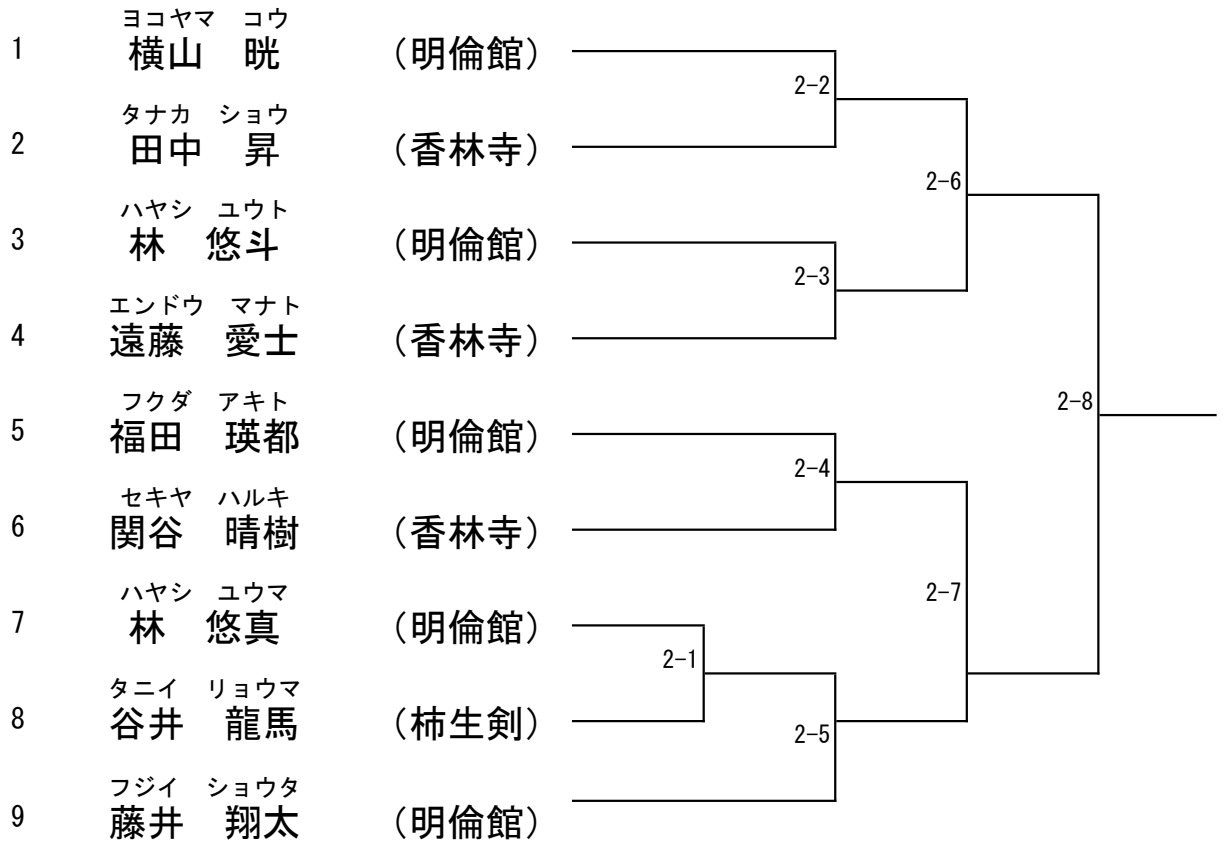 ヨコヤマ　コウ
1　横山　晄　（明倫館）
2-2
タナカ　ショウ
2　田中　昇　（香林寺）
2-6
ハヤシ　ユウト
3　林　悠斗　（明倫館）
2-3
エンドウ　マナト
4　遠藤　愛士　（香林寺）
2-8
フクダ　アキト
5　福田　瑛都　（明倫館）
2-4
セキヤ　ハルキ
6　関谷　晴樹　（香林寺）
2-7
ハヤシ　ユウマ
7　林　悠真　（明倫館）
2-1
タニイ　リョウマ
8　谷井　龍馬　（柿生剣）
2-5
フジイ　ショウタ
9　藤井　翔太　（明倫館）